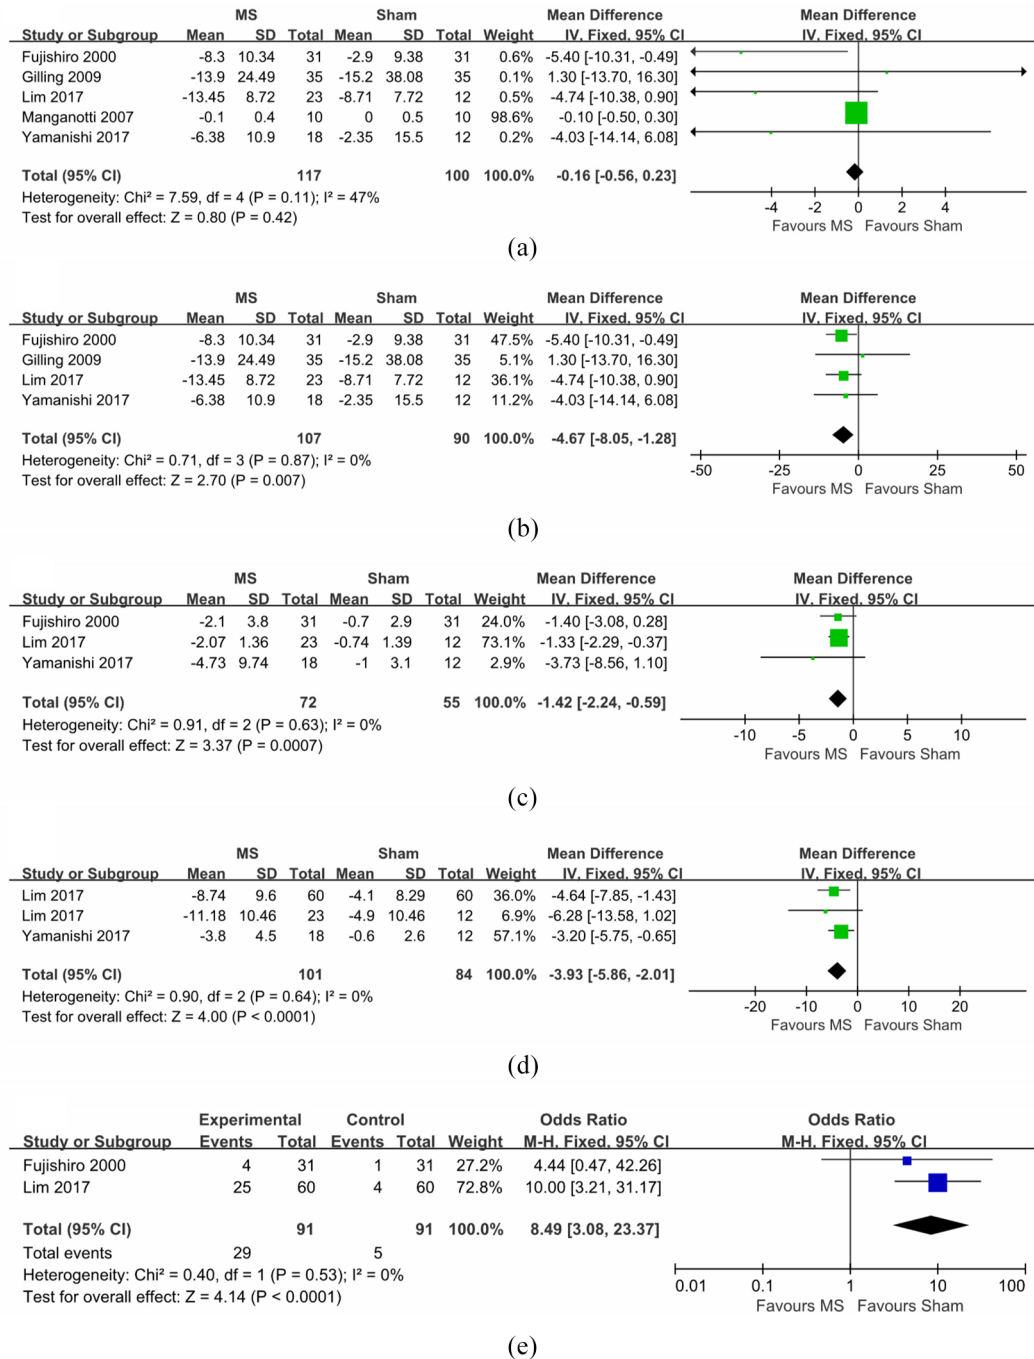 MS Sham Mean Difference Mean Difference
Study or Subgroup Mean SD Total Mean SD Total Weight IV, Fixed, 95% CI IV, Fixed, 95% CI
Fujishiro 2000 -8.3 10.34 31 -2.9 9.38 31 0.6% -5.40 [-10.31, -0.49]
Gilling 2009 -13.9 24.49 35 -15.2 38.08 35 0.1% 1.30 [-13.70, 16.30]
Lim 2017 -13.45 8.72 23 -8.71 7.72 12 0.5% -4.74 [-10.38, 0.90]
Manganotti 2007 -0.1 0.4 10 0 0.5 10 98.6% -0.10 [-0.50, 0.30]
Yamanishi 2017 -6.38 10.9 18 -2.35 15.5 12 0.2% -4.03 [-14.14, 6.08]
Total (95% CI) 117 100 100.0% -0.16 [-0.56, 0.23]
Heterogeneity: Chi² = 7.59, df = 4 (P = 0.11); I² = 47%
Test for overall effect: Z = 0.80 (P = 0.42)
-4 -2 0 2 4
Favours MS Favours Sham
(a)
MS Sham Mean Difference Mean Difference
Study or Subgroup Mean SD Total Mean SD Total Weight IV, Fixed, 95% CI IV, Fixed, 95% CI
Fujishiro 2000 -8.3 10.34 31 -2.9 9.38 31 47.5% -5.40 [-10.31, -0.49]
Gilling 2009 -13.9 24.49 35 -15.2 38.08 35 5.1% 1.30 [-13.70, 16.30]
Lim 2017 -13.45 8.72 23 -8.71 7.72 12 36.1% -4.74 [-10.38, 0.90]
Yamanishi 2017 -6.38 10.9 18 -2.35 15.5 12 11.2% -4.03 [-14.14, 6.08]
Total (95% CI) 107 90 100.0% -4.67 [-8.05, -1.28]
Heterogeneity: Chi² = 0.71, df = 3 (P = 0.87); I² = 0%
Test for overall effect: Z = 2.70 (P = 0.007)
-50 -25 0 25 50
Favours MS Favours Sham
(b)
MS Sham Mean Difference Mean Difference
Study or Subgroup Mean SD Total Mean SD Total Weight IV, Fixed, 95% CI IV, Fixed, 95% CI
Fujishiro 2000 -2.1 3.8 31 -0.7 2.9 31 24.0% -1.40 [-3.08, 0.28]
Lim 2017 -2.07 1.36 23 -0.74 1.39 12 73.1% -1.33 [-2.29, -0.37]
Yamanishi 2017 -4.73 9.74 18 -1 3.1 12 2.9% -3.73 [-8.56, 1.10]
Total (95% CI) 72 55 100.0% -1.42 [-2.24, -0.59]
Heterogeneity: Chi² = 0.91, df = 2 (P = 0.63); I² = 0%
Test for overall effect: Z = 3.37 (P = 0.0007)
-10 -5 0 5 10
Favours MS Favours Sham
(c)
MS Sham Mean Difference Mean Difference
Study or Subgroup Mean SD Total Mean SD Total Weight IV, Fixed, 95% CI IV, Fixed, 95% CI
Lim 2017 -8.74 9.6 60 -4.1 8.29 60 36.0% -4.64 [-7.85, -1.43]
Lim 2017 -11.18 10.46 23 -4.9 10.46 12 6.9% -6.28 [-13.58, 1.02]
Yamanishi 2017 -3.8 4.5 18 -0.6 2.6 12 57.1% -3.20 [-5.75, -0.65]
Total (95% CI) 101 84 100.0% -3.93 [-5.86, -2.01]
Heterogeneity: Chi² = 0.90, df = 2 (P = 0.64); I² = 0%
Test for overall effect: Z = 4.00 (P < 0.0001)
-20 -10 0 10 20
Favours MS Favours Sham
(d)
Experimental Control Odds Ratio Odds Ratio
Study or Subgroup Events Total Events Total Weight M-H, Fixed, 95% CI M-H, Fixed, 95% CI
Fujishiro 2000 4 31 1 31 27.2% 4.44 [0.47, 42.26]
Lim 2017 25 60 4 60 72.8% 10.00 [3.21, 31.17]
Total (95% CI) 91 91 100.0% 8.49 [3.08, 23.37]
Total events 29 5
Heterogeneity: Chi² = 0.40, df = 1 (P = 0.53); I² = 0%
Test for overall effect: Z = 4.14 (P < 0.0001)
0.01 0.1 1 10 100
Favours MS Favours Sham
(e)